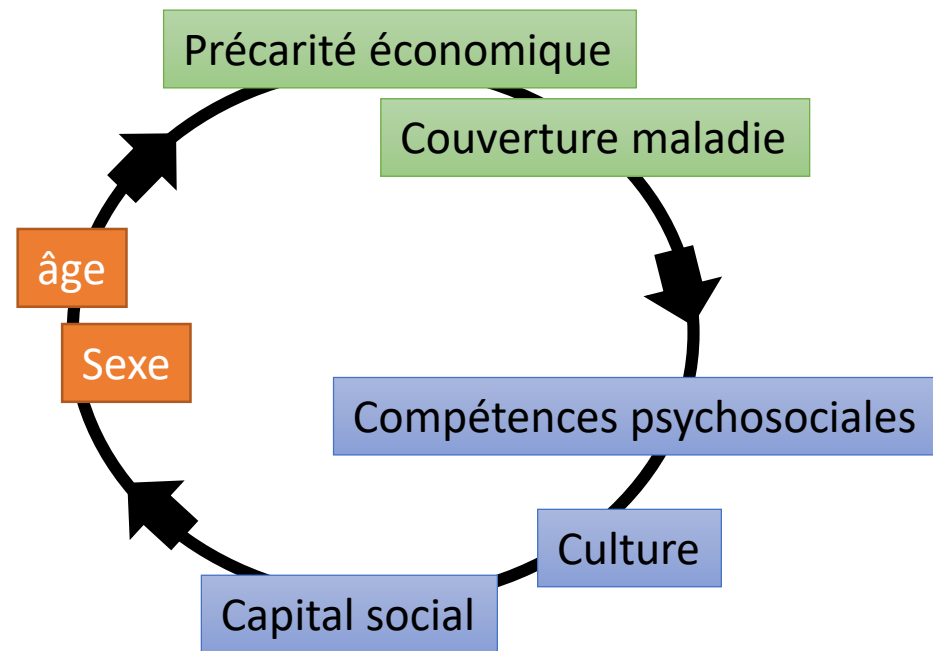 Précarité économique
Couverture maladie
âge
Sexe
Compétences psychosociales
Culture
Capital social